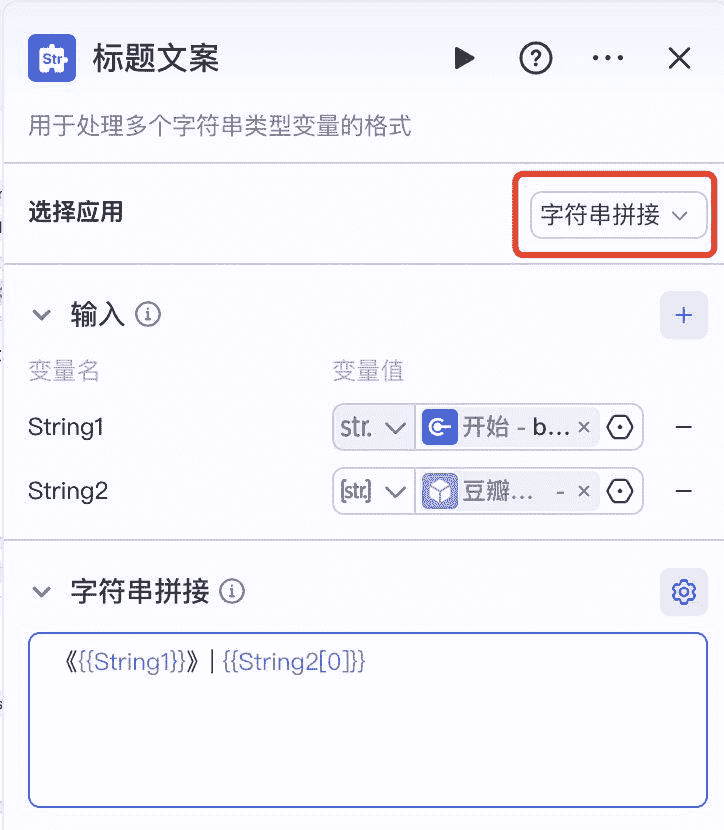 Str 标题文案
用于处理多个字符串类型变量的格式
选择应用 字符串拼接
输入
变量名 变量值
String1 str. 开始 - b...
String2 [str.] 豆瓣... -
字符串拼接
《{{String1}}》 | {{String2[0]}}